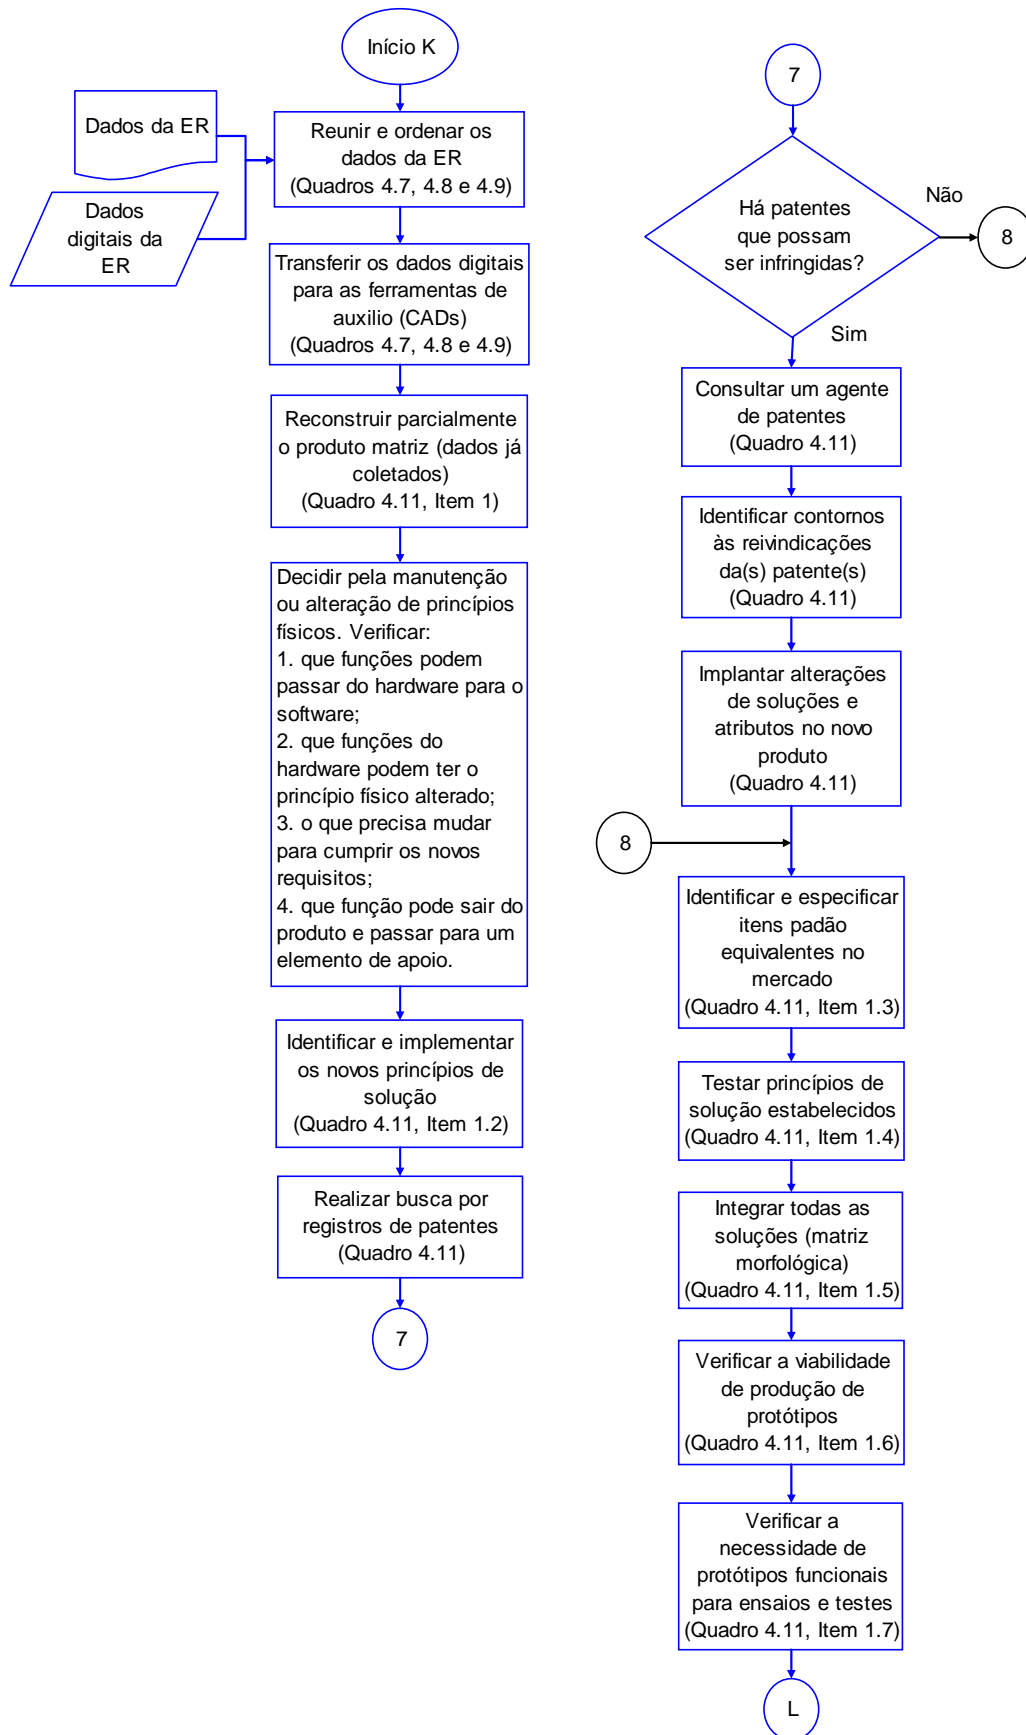 Início K
Dados da ER
Dados
digitais da
ER
Reunir e ordenar os
dados da ER
(Quadros 4.7, 4.8 e 4.9)
Transferir os dados digitais
para as ferramentas de
auxilio (CADs)
(Quadros 4.7, 4.8 e 4.9)
Reconstruir parcialmente
o produto matriz (dados já
coletados)
(Quadro 4.11, Item 1)
Decidir pela manutenção
ou alteração de princípios
físicos. Verificar:
1. que funções podem
passar do hardware para o
software;
2. que funções do
hardware podem ter o
princípio físico alterado;
3. o que precisa mudar
para cumprir os novos
requisitos;
4. que função pode sair do
produto e passar para um
elemento de apoio.
Identificar e implementar
os novos princípios de
solução
(Quadro 4.11, Item 1.2)
Realizar busca por
registros de patentes
(Quadro 4.11)
7
7
Há patentes
que possam
ser infringidas?
Não
8
Sim
Consultar um agente
de patentes
(Quadro 4.11)
Identificar contornos
às reivindicações
da(s) patente(s)
(Quadro 4.11)
Implantar alterações
de soluções e
atributos no novo
produto
(Quadro 4.11)
8
Identificar e especificar
itens padão
equivalentes no
mercado
(Quadro 4.11, Item 1.3)
Testar princípios de
solução estabelecidos
(Quadro 4.11, Item 1.4)
Integrar todas as
soluções (matriz
morfológica)
(Quadro 4.11, Item 1.5)
Verificar a viabilidade
de produção de
protótipos
(Quadro 4.11, Item 1.6)
Verificar a
necessidade de
protótipos funcionais
para ensaios e testes
(Quadro 4.11, Item 1.7)
L